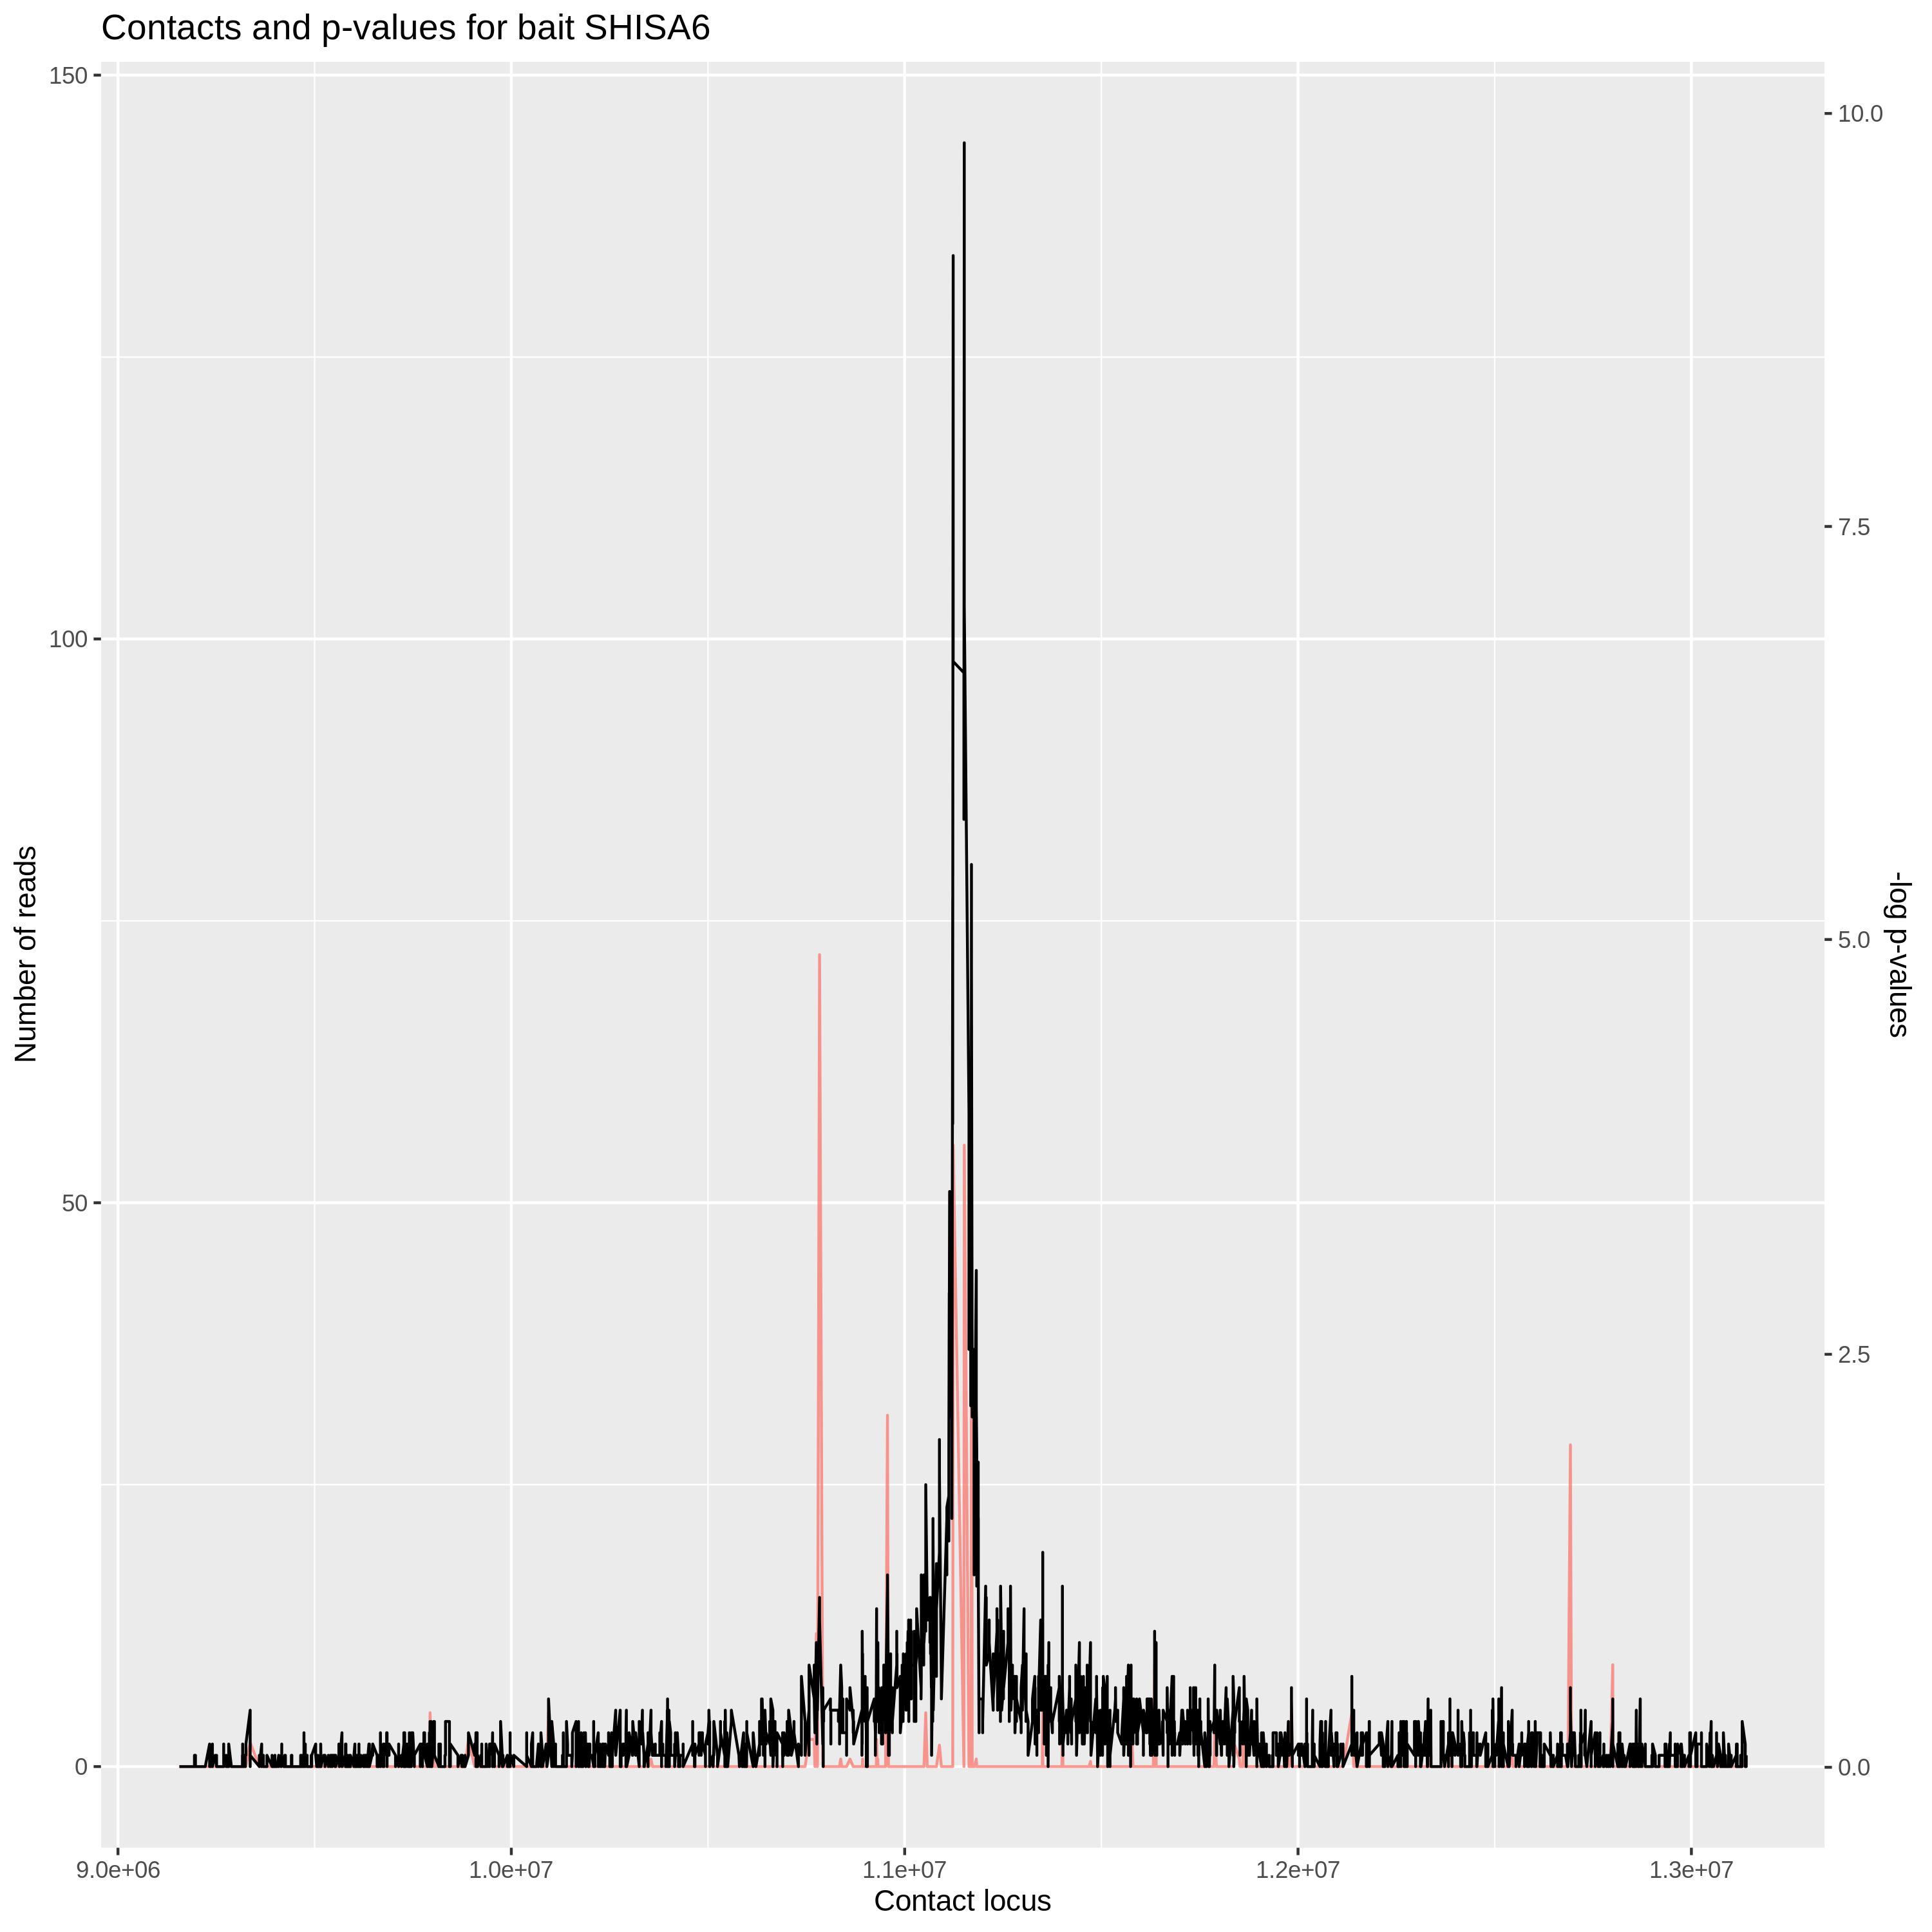 Contacts and p-values for bait SHISA6
150
100
50
0
Number of reads
10.0
7.5
5.0
2.5
0.0
-log p-values
9.0e+06
1.0e+07
1.1e+07
1.2e+07
1.3e+07
Contact locus